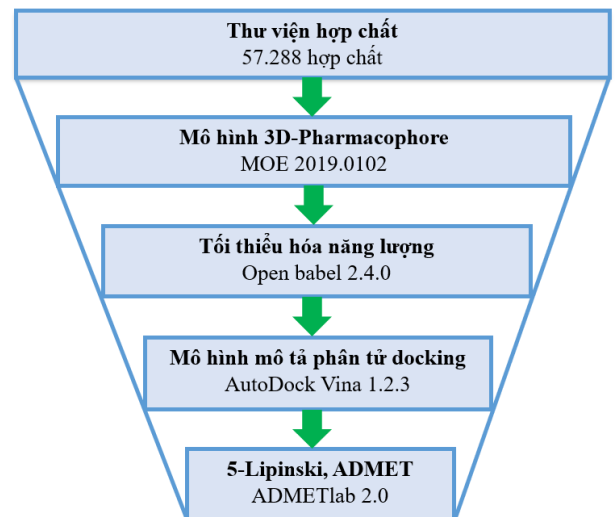 Thư viện hợp chất
57.288 hợp chất
Mô hình 3D-Pharmacophore
MOE 2019.0102
Tối thiểu hóa năng lượng
Open babel 2.4.0
Mô hình mô tả phân tử docking
AutoDock Vina 1.2.3
5-Lipinski, ADMET
ADMETlab 2.0